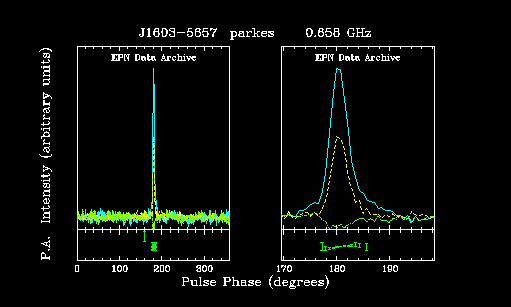 J1603-5657 parkes 0.658 GHz
EPN Data Archive EPN Data Archive
P.A. Intensity (arbitrary units)
0 100 200 300 170 180 190
Pulse Phase (degrees)